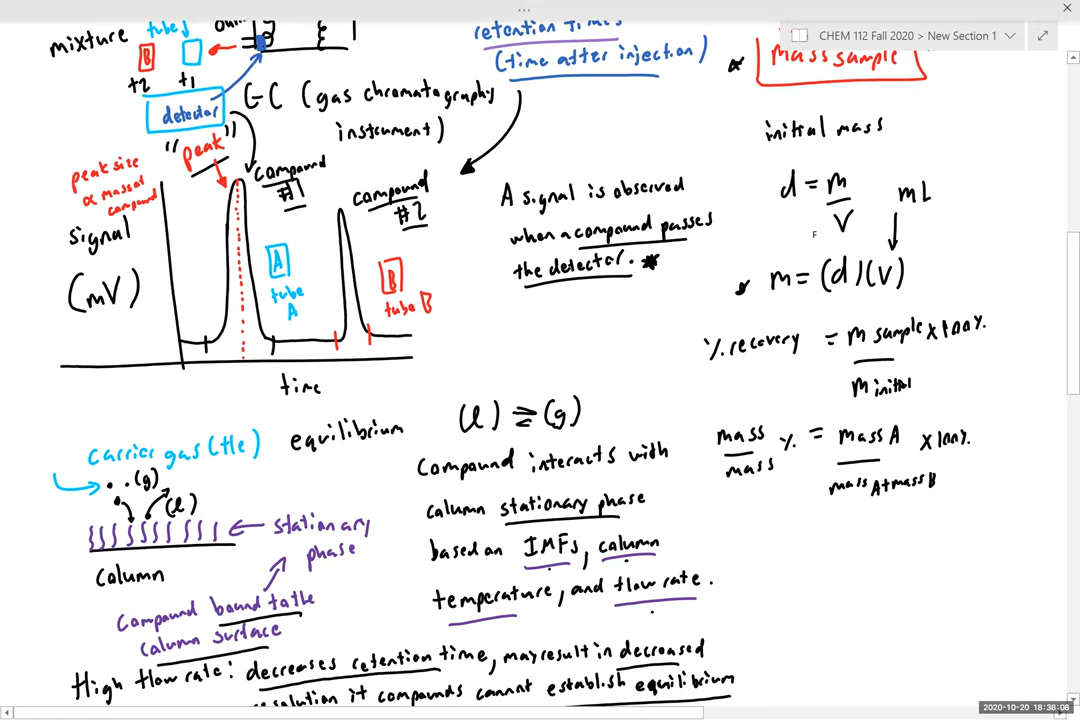 mixture
tube
B
t2
t1
detector
GC (gas chromatography
instrument)
retention times
(time after injection)
CHEM 112 Fall 2020 > New Section 1
mass sample
initial mass
d = m
V
mL
m = (d)(V)
F
% recovery = m sample x 100%
m initial
mass % = mass A x 100%
mass
mass A + mass B
"peak"
peak size
∝ mass of
compound
signal
(mV)
compound
#1
compound
#2
A
tube
A
B
tube B
time
A signal is observed
when a compound passes
the detector. *
carrier gas (He)
(g)
(l)
equilibrium
(l) ⇌ (g)
stationary
phase
column
compound bound to the
column surface
Compound interacts with
column stationary phase
based on IMFs, column
temperature, and flow rate.
High flow rate: decreases retention time, may result in decreased
resolution if compounds cannot establish equilibrium
2020-10-20 18:38:08